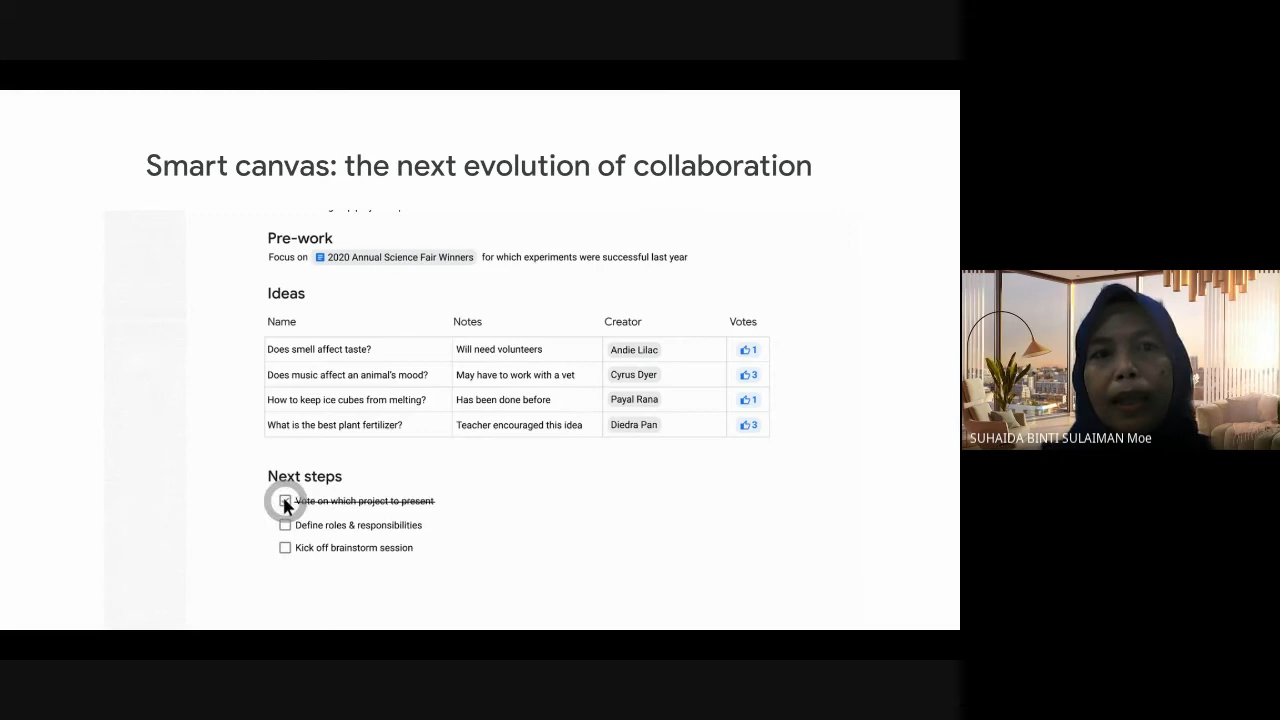 Smart canvas: the next evolution of collaboration
Pre-work
Focus on 2020 Annual Science Fair Winners for which experiments were successful last year
Ideas
Name Notes Creator Votes
Does smell affect taste? Will need volunteers Andie Lilac 1
Does music affect an animal's mood? May have to work with a vet Cyrus Dyer 3
How to keep ice cubes from melting? Has been done before Payal Rana 1
What is the best plant fertilizer? Teacher encouraged this idea Diedra Pan 3
Next steps
Vote on which project to present
Define roles & responsibilities
Kick off brainstorm session
SUHAIDA BINTI SULAIMAN Moe